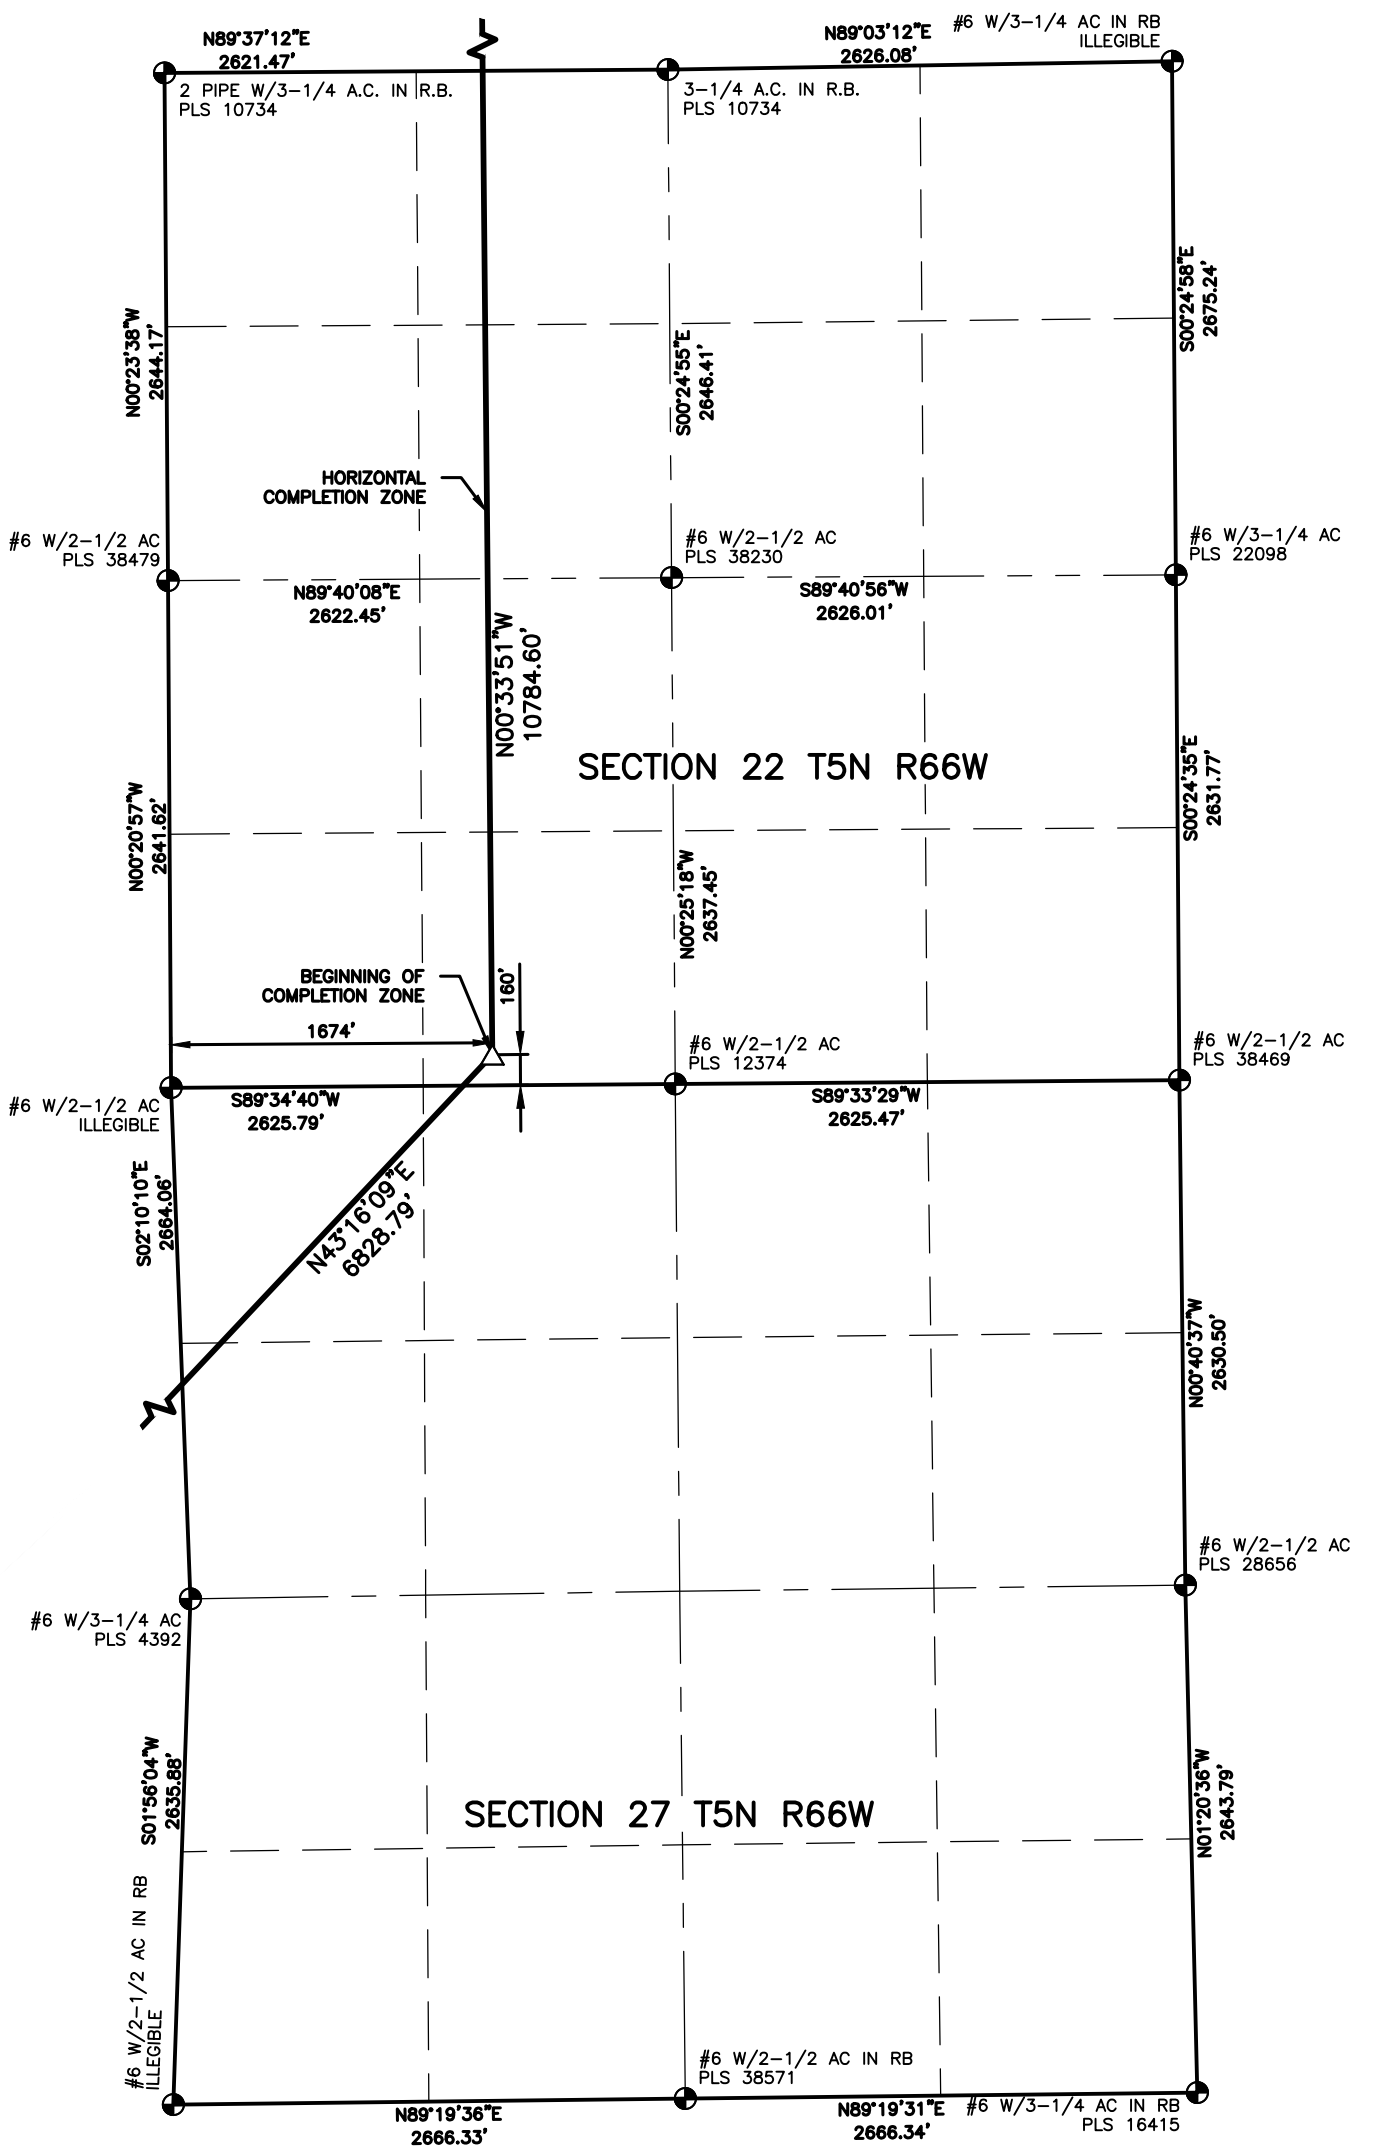 N89°37'12"E
2621.47'
N89°03'12"E
2626.08'
#6 W/3-1/4 AC IN RB
ILLEGIBLE
2 PIPE W/3-1/4 A.C. IN R.B.
PLS 10734
3-1/4 A.C. IN R.B.
PLS 10734
N00°23'38"W
2644.17'
S00°24'55"E
2646.41'
S00°24'58"E
2675.24'
HORIZONTAL
COMPLETION ZONE
#6 W/2-1/2 AC
PLS 38479
#6 W/2-1/2 AC
PLS 38230
#6 W/3-1/4 AC
PLS 22098
N89°40'08"E
2622.45'
S89°40'56"W
2626.01'
N00°33'51"W
10784.60'
SECTION 22 T5N R66W
N00°20'57"W
2641.62'
N00°25'18"W
2637.45'
S00°24'35"E
2631.77'
BEGINNING OF
COMPLETION ZONE
160'
1674'
#6 W/2-1/2 AC
PLS 12374
#6 W/2-1/2 AC
PLS 38469
#6 W/2-1/2 AC
ILLEGIBLE
S89°34'40"W
2625.79'
S89°33'29"W
2625.47'
S02°10'10"E
2664.06'
N43°16'09"E
6828.79'
N00°40'37"W
2630.50'
#6 W/2-1/2 AC
PLS 28656
#6 W/3-1/4 AC
PLS 4392
S01°56'04"W
2635.88'
SECTION 27 T5N R66W
N01°20'36"W
2643.79'
#6 W/2-1/2 AC IN RB
ILLEGIBLE
#6 W/2-1/2 AC IN RB
PLS 38571
N89°19'36"E
2666.33'
N89°19'31"E
2666.34'
#6 W/3-1/4 AC IN RB
PLS 16415